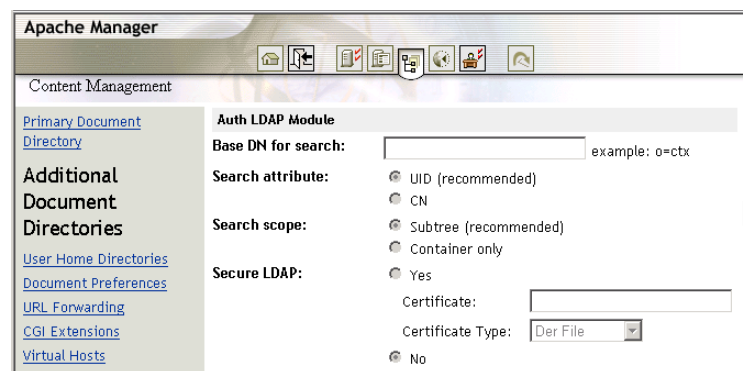 Apache Manager
Content Management
Primary Document
Directory
Additional
Document
Directories
User Home Directories
Document Preferences
URL Forwarding
CGI Extensions
Virtual Hosts
Auth LDAP Module
Base DN for search: example: o=ctx
Search attribute: UID (recommended)
CN
Search scope: Subtree (recommended)
Container only
Secure LDAP: Yes
Certificate:
Certificate Type: Der File
No